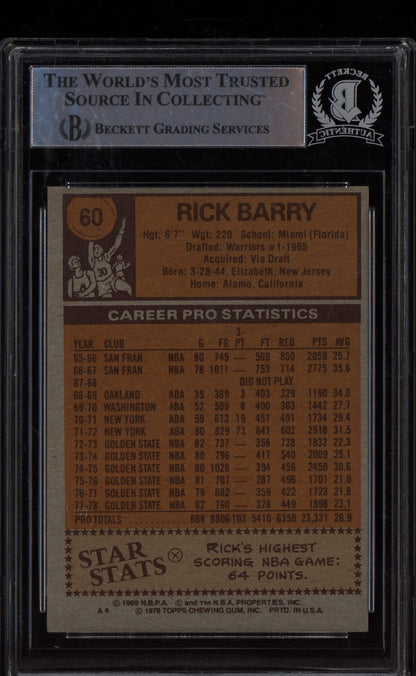 THE WORLD'S MOST TRUSTED
SOURCE IN COLLECTING™
B BECKETT GRADING SERVICES
BECKETT
B
AUTHENTIC
60
RICK BARRY
Hgt: 6'7" Wgt: 220 School: Miami (Florida)
Drafted: Warriors #1-1965
Acquired: Via Draft
Born: 3-28-44, Elizabeth, New Jersey
Home: Alamo, California
30
CAREER PRO STATISTICS
YEAR CLUB G FG 3-PT FT REB PTS AVG
65-66 SAN FRAN NBA 80 745 — 569 850 2059 25.7
66-67 SAN FRAN NBA 78 1011 — 753 714 2775 35.6
67-68 DID NOT PLAY
68-69 OAKLAND ABA 35 389 3 403 329 1190 34.0
69-70 WASHINGTON ABA 52 509 8 400 363 1442 27.7
70-71 NEW YORK ABA 59 613 19 451 401 1734 29.4
71-72 NEW YORK ABA 80 829 73 641 602 2518 31.5
72-73 GOLDEN STATE NBA 82 737 — 358 728 1832 22.3
73-74 GOLDEN STATE NBA 80 796 — 417 540 2009 25.1
74-75 GOLDEN STATE NBA 80 1028 — 394 456 2450 30.6
75-76 GOLDEN STATE NBA 81 707 — 287 496 1701 21.0
76-77 GOLDEN STATE NBA 79 682 — 359 422 1723 21.8
77-78 GOLDEN STATE NBA 82 760 — 378 449 1898 23.1
PRO TOTALS 868 8806 103 5410 6350 23,331 26.9
STAR STATS
RICK'S HIGHEST
SCORING NBA GAME:
64 POINTS.
© 1969 N.B.P.A. © and ™ N.B.A. PROPERTIES, INC.
A* © 1978 TOPPS CHEWING GUM, INC. PRTD. IN U.S.A.